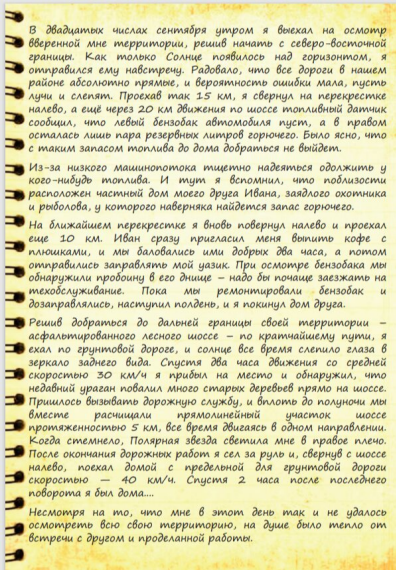 В двадцатых числах сентября утром я выехал на осмотр
вверенной мне территории, решив начать с северо-восточной
границы. Как только Солнце появилось над горизонтом, я
отправился ему навстречу. Радовало, что все дороги в нашем
районе абсолютно прямые, и вероятность ошибки мала, пусть
лучи и слепят. Проехав так 15 км, я свернул на перекрестке
налево, а ещё через 20 км движения по шоссе топливный датчик
сообщил, что левый бензобак автомобиля пуст, а в правом
осталась лишь пара резервных литров горючего. Было ясно, что
с таким запасом топлива до дома добраться не выйдет.
Из-за низкого машинопотока тщетно надеяться одолжить у
кого-нибудь топлива. И тут я вспомнил, что поблизости
расположен частный дом моего друга Ивана, заядлого охотника
и рыболова, у которого наверняка найдется запас горючего.
На ближайшем перекрестке я вновь повернул налево и проехал
еще 10 км. Иван сразу пригласил меня выпить кофе с
плюшками, и мы баловались ими добрых два часа, а потом
отправились заправлять мой уазик. При осмотре бензобака мы
обнаружили пробоину в его днище – надо бы почаще заезжать на
техобслуживание. Пока мы ремонтировали бензобак и
дозаправлялись, наступил полдень, и я покинул дом друга.
Решив добраться до дальней границы своей территории –
асфальтированного лесного шоссе – по кратчайшему пути, я
ехал по грунтовой дороге, и солнце все время слепило глаза в
зеркало заднего вида. Спустя два часа движения со средней
скоростью 30 км/ч я прибыл на место и обнаружил, что
недавний ураган повалил много старых деревьев прямо на шоссе.
Пришлось вызывать дорожную службу, и вплоть до полуночи мы
вместе расчищали прямолинейный участок шоссе
протяженностью 5 км, все время двигаясь в одном направлении.
Когда стемнело, Полярная звезда светила мне в правое плечо.
После окончания дорожных работ я сел за руль и, свернув с шоссе
налево, поехал домой с предельной для грунтовой дороги
скоростью — 40 км/ч. Спустя 2 часа после последнего
поворота я был дома....
Несмотря на то, что мне в этот день так и не удалось
осмотреть всю свою территорию, на душе было тепло от
встречи с другом и проделанной работы.